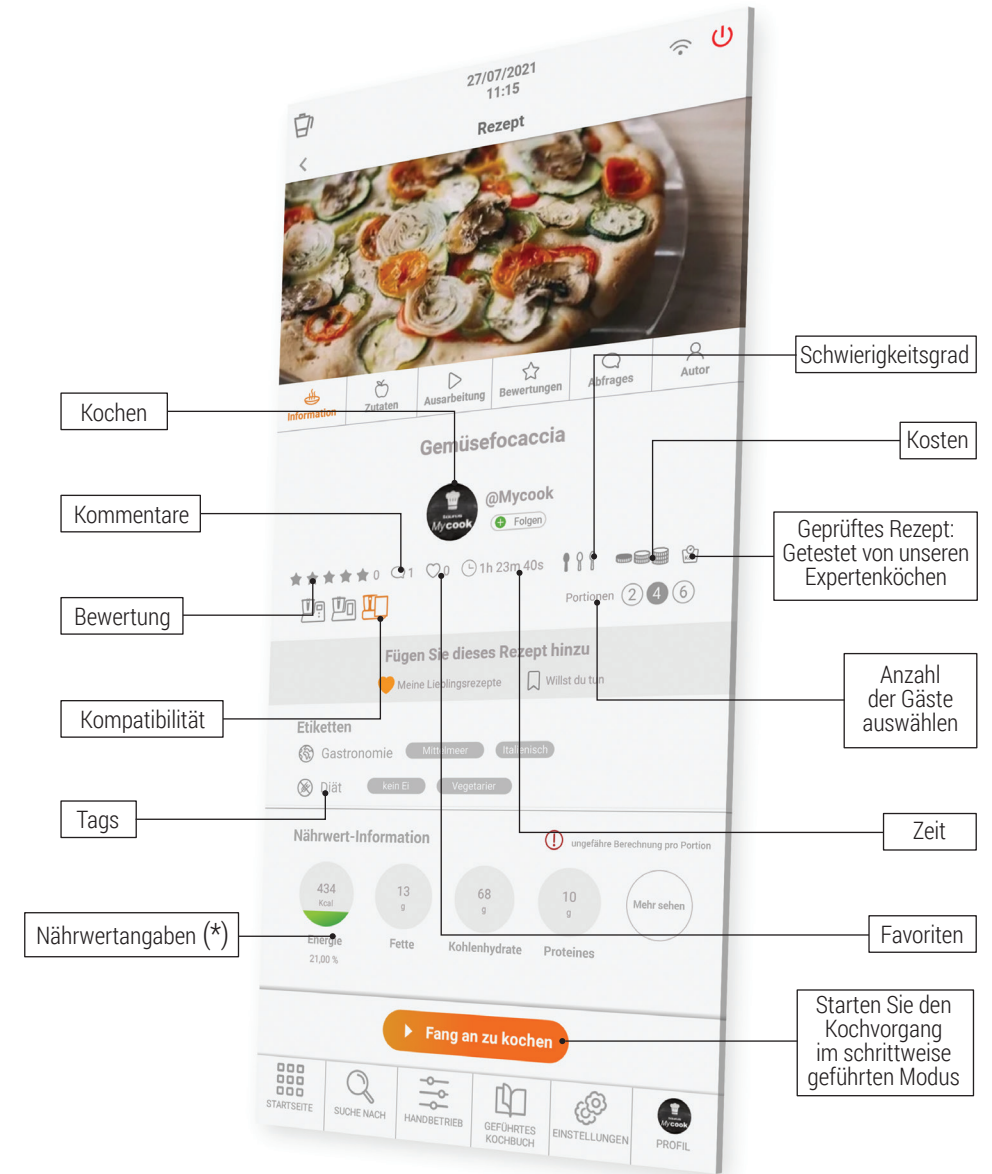 27/07/2021
11:15
Rezept
Information
Zutaten
Ausarbeitung
Bewertungen
Abfrages
Autor
Gemüsefocaccia
Mycook
@Mycook
Folgen
0
1
0
1h 23m 40s
Portionen 2 4 6
Fügen Sie dieses Rezept hinzu
Meine Lieblingsrezepte
Willst du tun
Etiketten
Gastronomie Mittelmeer Italienisch
Diät kein Ei Vegetarier
Nährwert-Information
ungefähre Berechnung pro Portion
434
Kcal
Energie
21,00 %
13
g
Fette
68
g
Kohlenhydrate
10
g
Proteines
Mehr sehen
Fang an zu kochen
STARTSEITE
SUCHE NACH
HANDBETRIEB
GEFÜHRTES
KOCHBUCH
EINSTELLUNGEN
Mycook
PROFIL
Kochen
Kommentare
Bewertung
Kompatibilität
Tags
Nährwertangaben (*)
Schwierigkeitsgrad
Kosten
Geprüftes Rezept:
Getestet von unseren
Expertenköchen
Anzahl
der Gäste
auswählen
Zeit
Favoriten
Starten Sie den
Kochvorgang
im schrittweise
geführten Modus